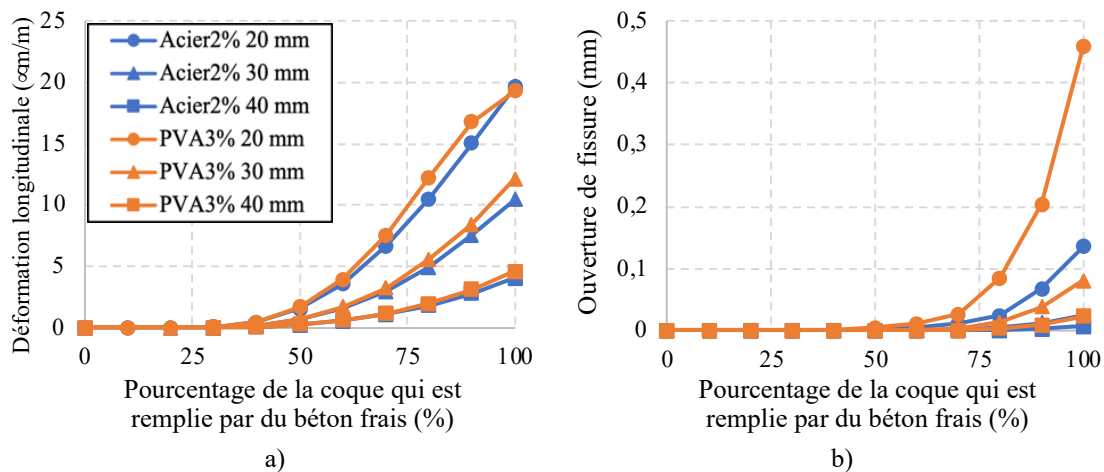 Déformation longitudinale (∝m/m)
25
20
15
10
5
0
Acier2% 20 mm
Acier2% 30 mm
Acier2% 40 mm
PVA3% 20 mm
PVA3% 30 mm
PVA3% 40 mm
0 25 50 75 100
Pourcentage de la coque qui est
remplie par du béton frais (%)
a)
Ouverture de fissure (mm)
0,5
0,4
0,3
0,2
0,1
0
0 25 50 75 100
Pourcentage de la coque qui est
remplie par du béton frais (%)
b)